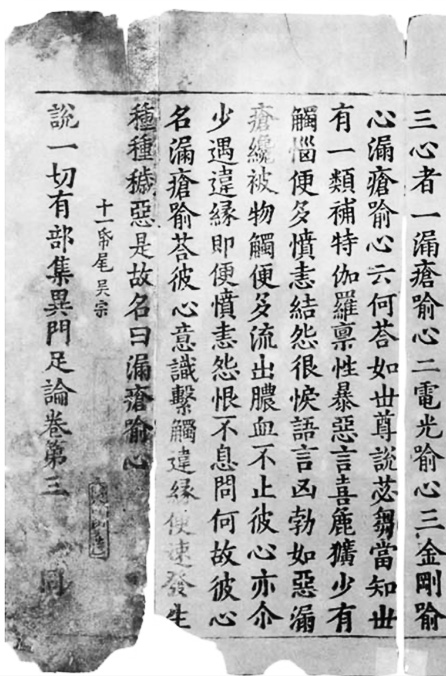 三心者一漏瘡喻心二電光喻心三金剛喻
心漏瘡喻心云何荅如世尊說苾芻當知世
有一類補特伽羅禀性暴惡言喜麁獷少有
觸惱便多憤恚結怨很悷語言凶勃如惡漏
瘡纔被物觸便多流出膿血不止彼心亦尒
少遇違緣即便憤恚怨恨不息問何故彼心
名漏瘡喻荅彼心意識繫觸違緣便速發生
種種穢惡是故名曰漏瘡喻心
十一㠯尾 吴宗
說一切有部集異門足論卷第三 同